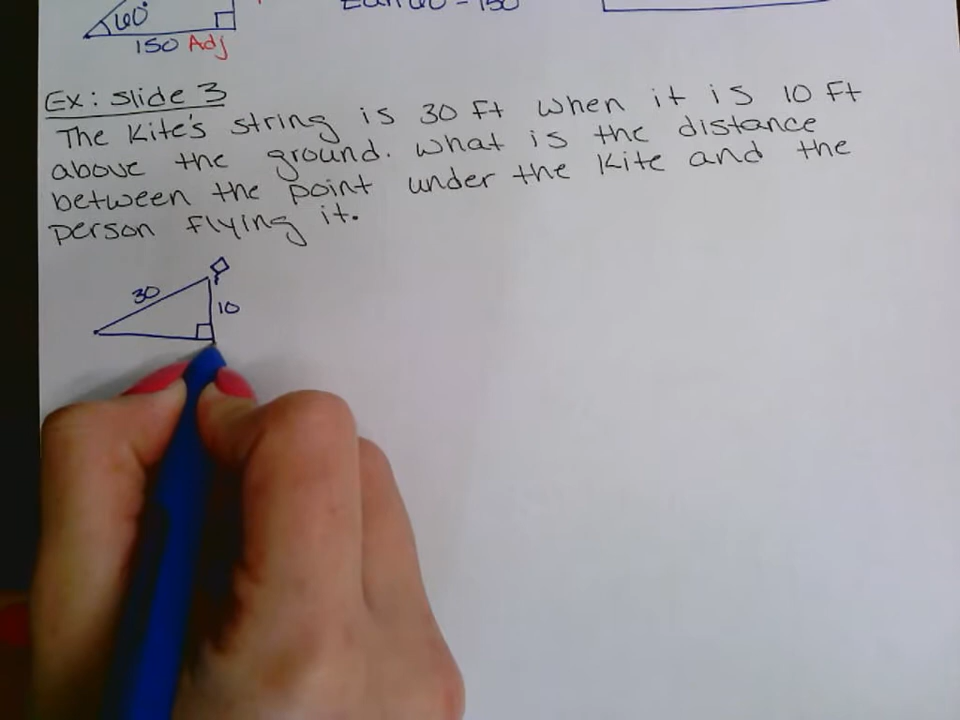 60°
150 Adj
Ex: Slide 3
The Kite's string is 30 Ft when it is 10 Ft
above the ground. What is the distance
between the point under the Kite and the
person flying it.
30
10